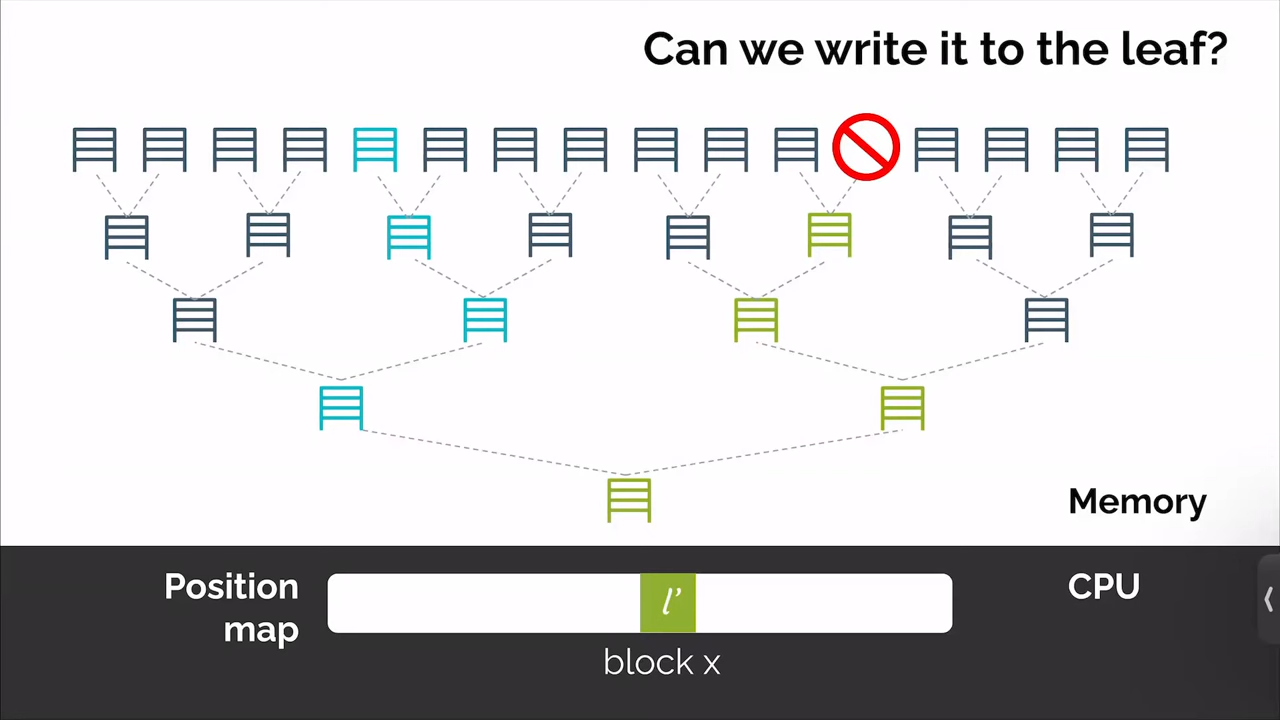 Can we write it to the leaf?
Memory
Position
map
l’
CPU
block x